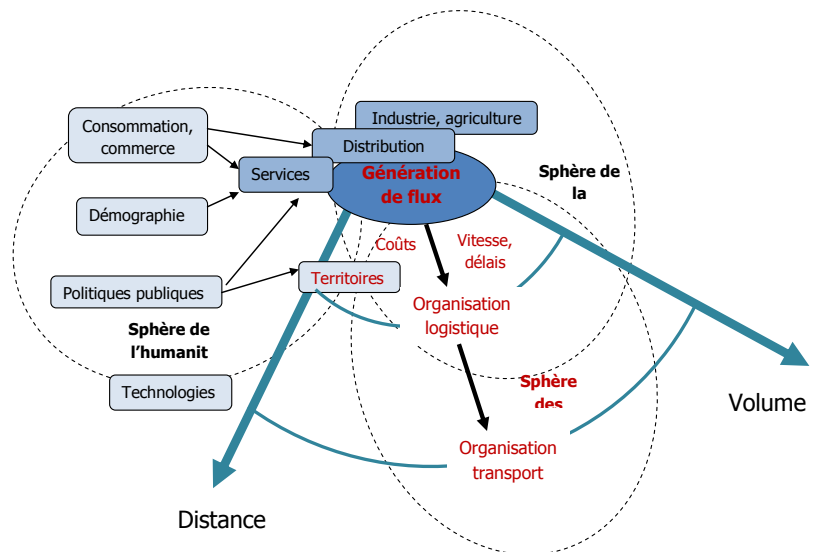 Industrie, agriculture
Consommation,
commerce
Distribution
Services
Génération
de flux
Sphère de
la
Démographie
Coûts
Vitesse,
délais
Territoires
Politiques publiques
Organisation
logistique
Sphère de
l'humanit
Technologies
Sphère
des
Volume
Organisation
transport
Distance